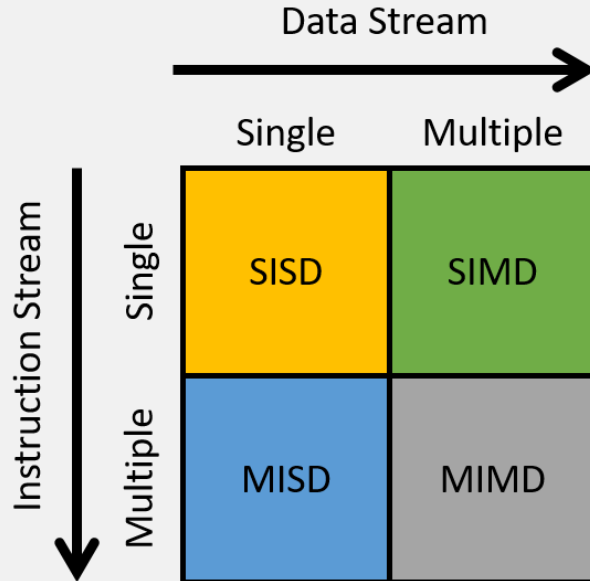 Data Stream
Single Multiple
Instruction Stream
Single
SISD SIMD
Multiple
MISD MIMD